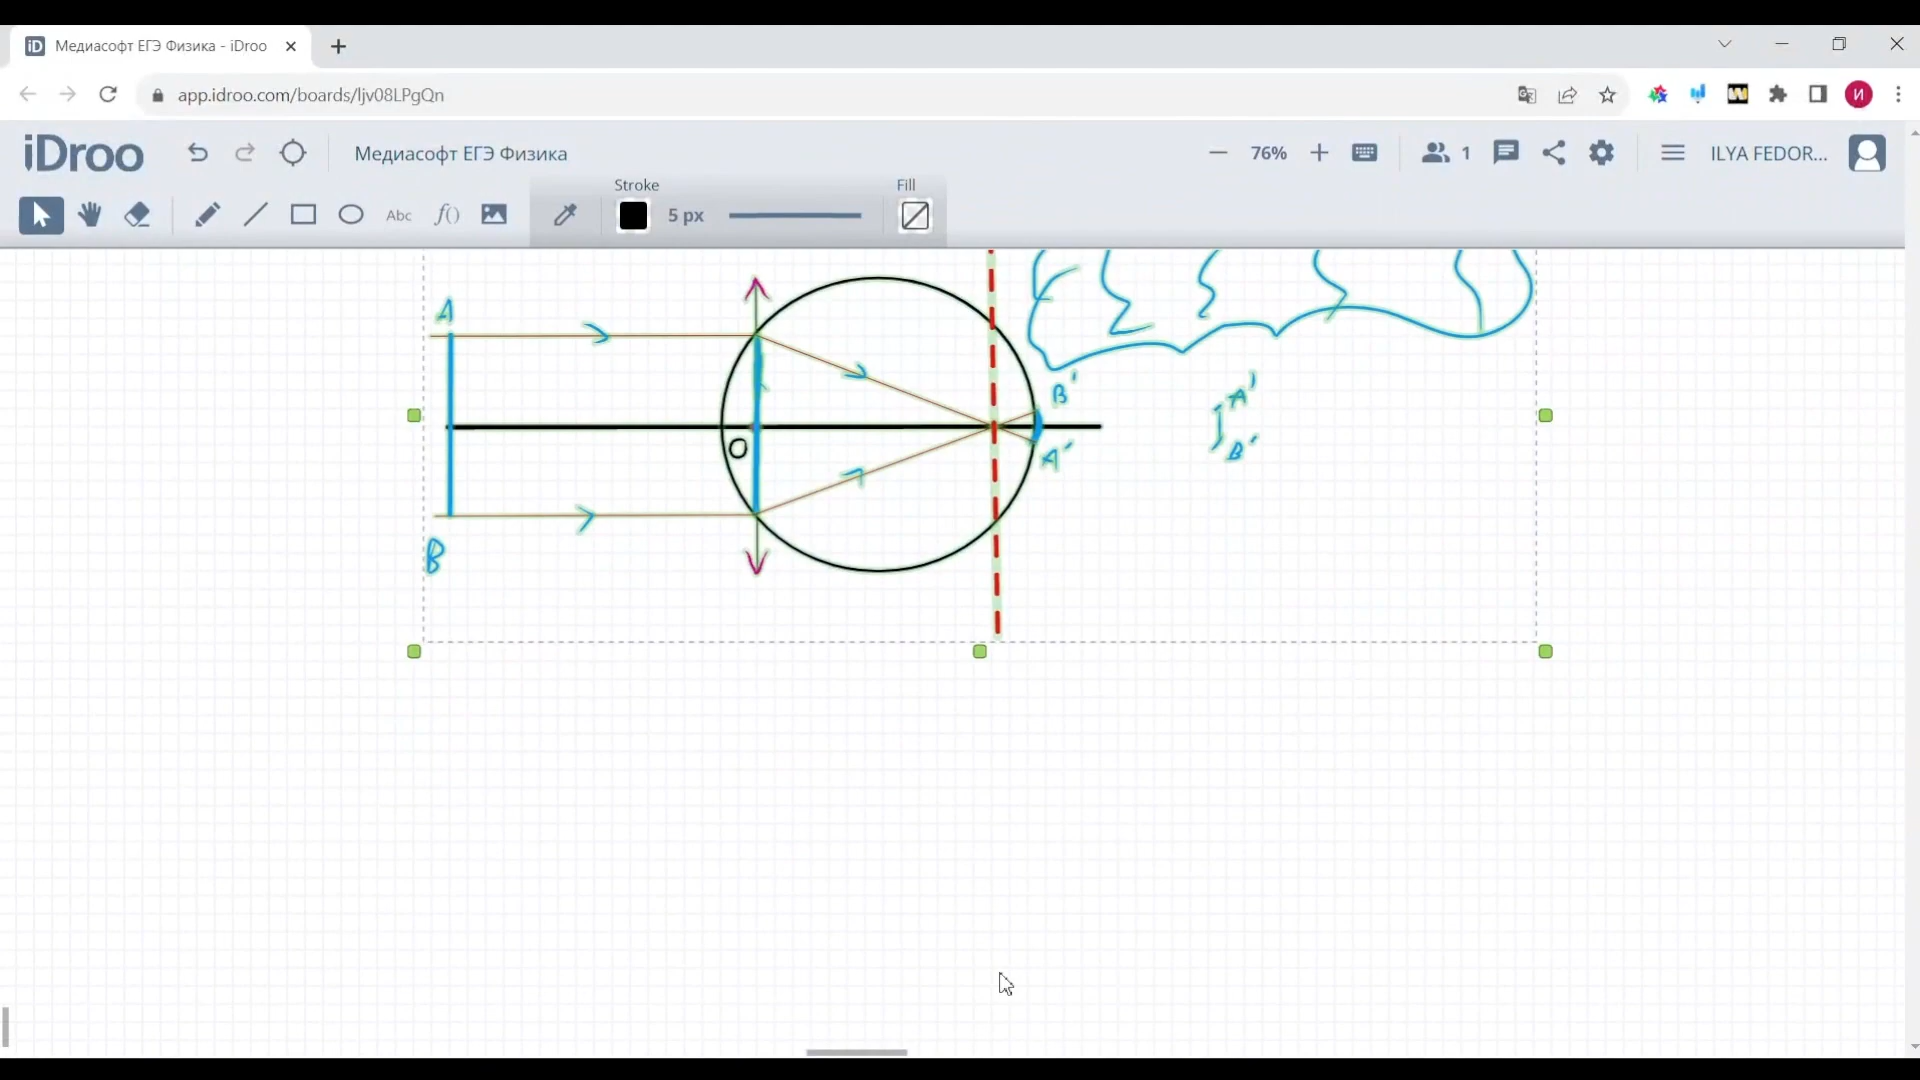 Медиасофт ЕГЭ Физика - iDroo
app.idroo.com/boards/ljv08LPgQn
И
iDroo
Медиасофт ЕГЭ Физика
76%
1
ILYA FEDOR...
Stroke
Fill
Abc
f()
5 px
A
B'
A'
O
A'
B'
B